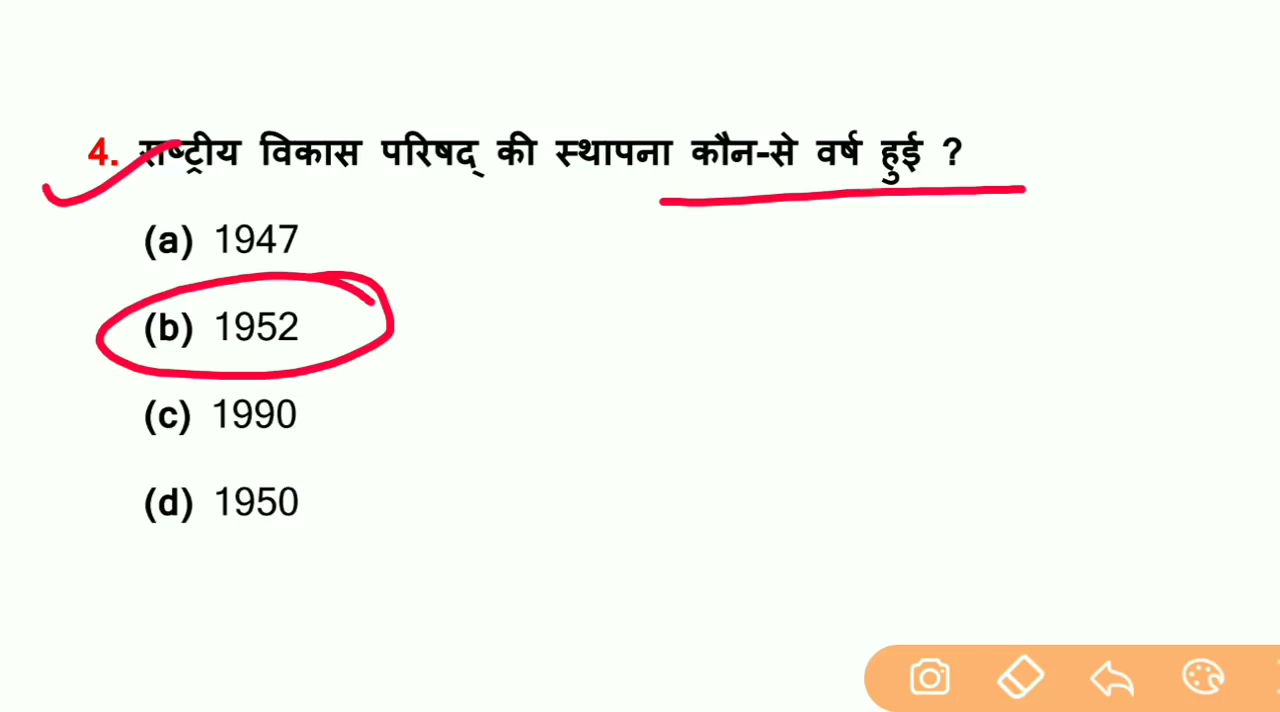 4. राष्ट्रीय विकास परिषद् की स्थापना कौन-से वर्ष हुई ?
(a) 1947
(b) 1952
(c) 1990
(d) 1950